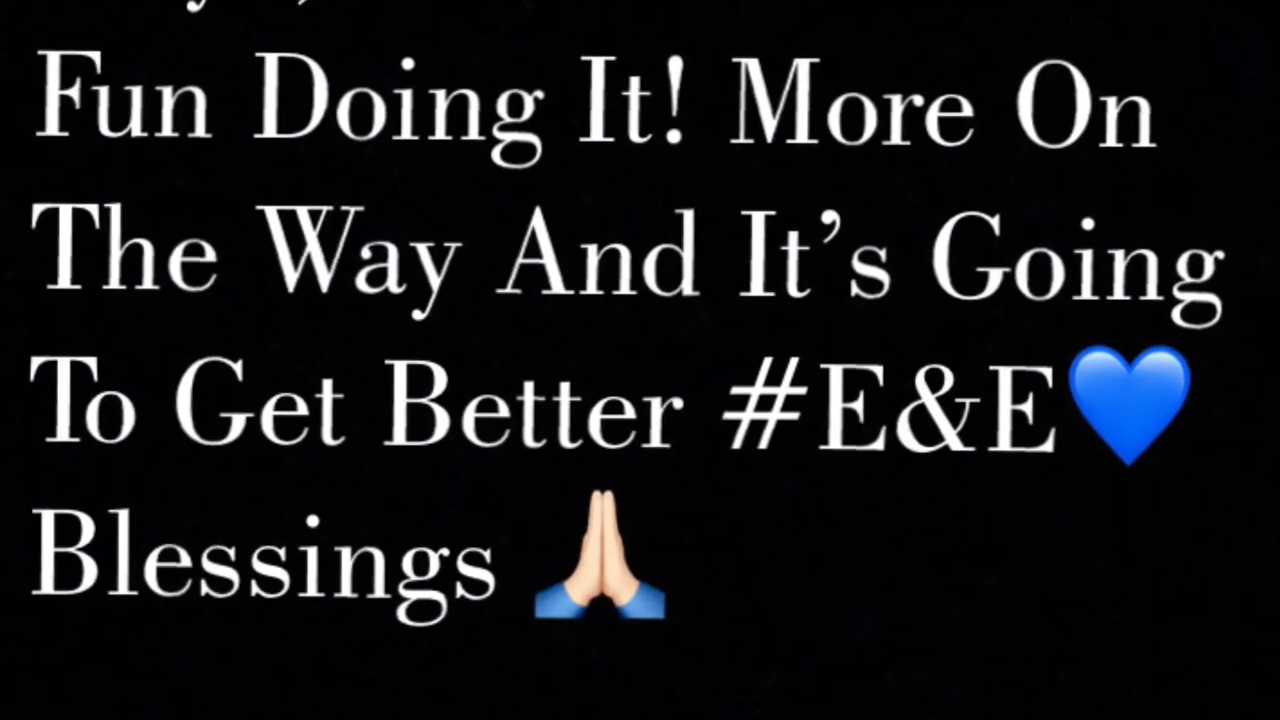 Fun Doing It! More On
The Way And It’s Going
To Get Better #E&E💙
Blessings 🙏🏻